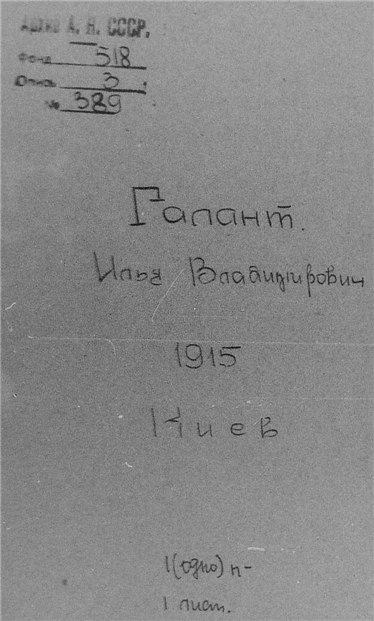 Архив А. Н. СССР.
Фонд 518
Опись 3
№ 389
Галант.
Илья Владимирович
1915
Киев
1 (одно) п-
1 лист.